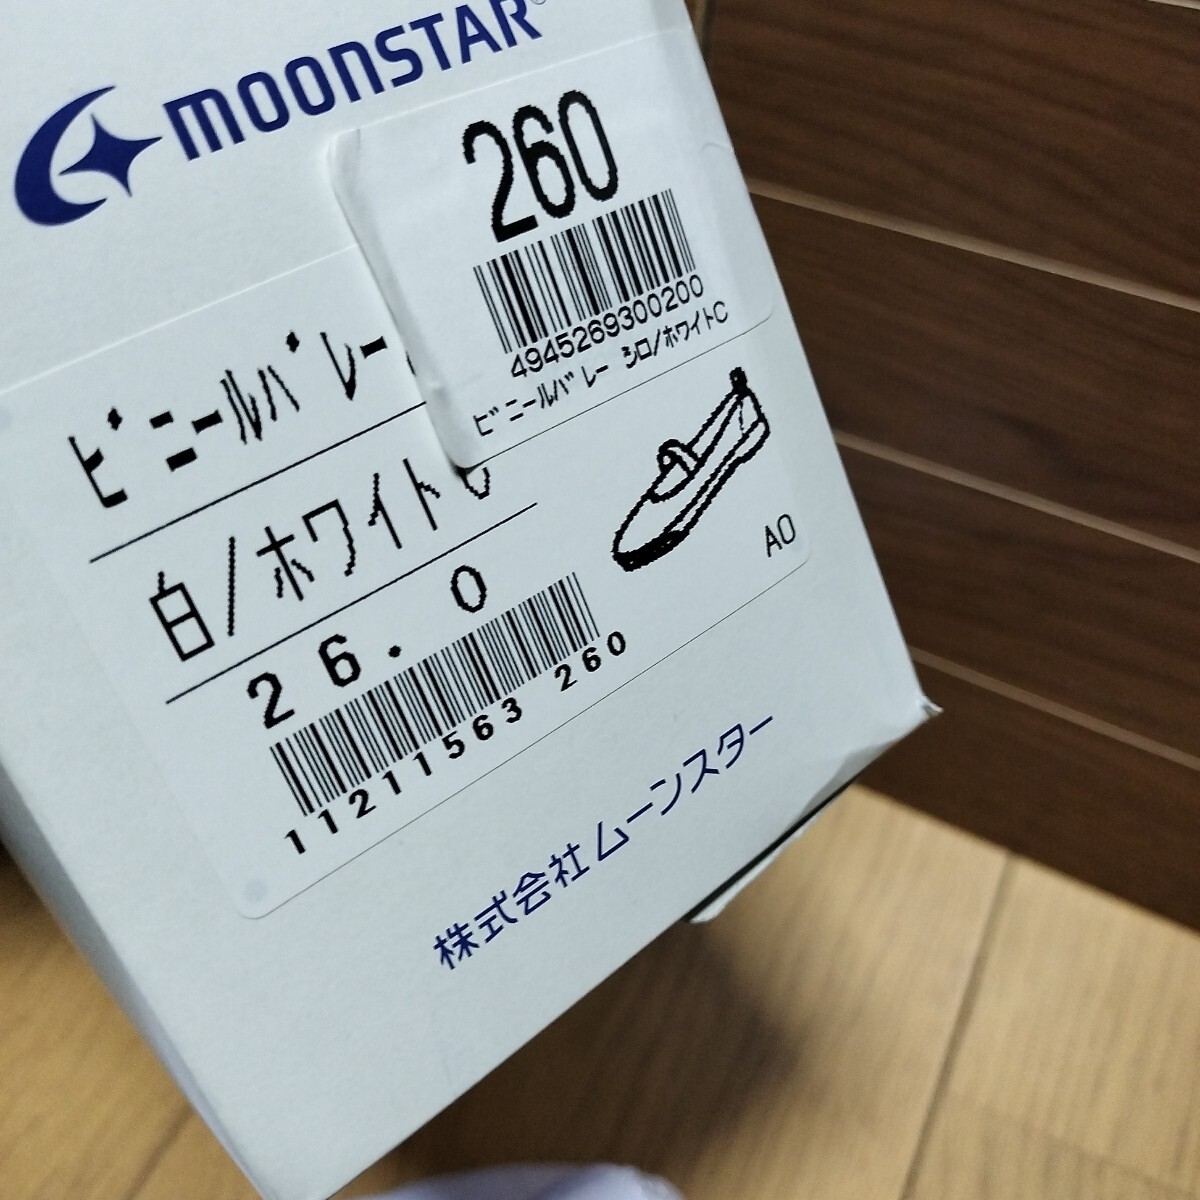 MOONSTAR®
260
4945269300200
ビニールバレー シロ/ホワイトC
ビニールバレー
白/ホワイトC
26.0
11211563 260
AO
株式会社ムーンスター